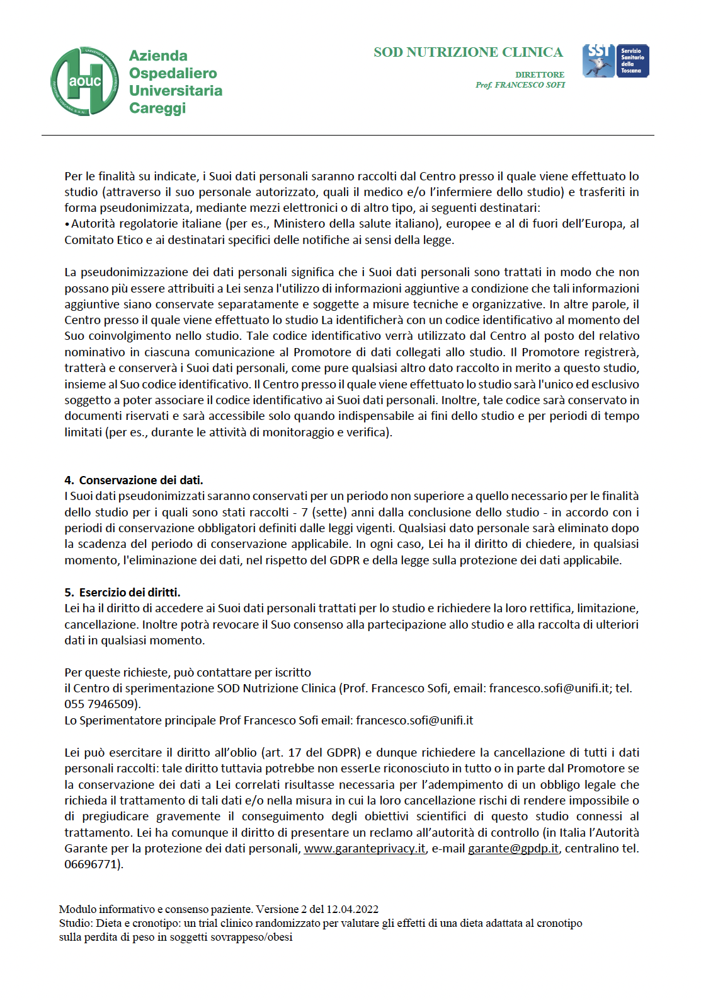 Azienda
Ospedaliero
Universitaria
Careggi
aouc
SOD NUTRIZIONE CLINICA
DIRETTORE
Prof. FRANCESCO SOFI
SST
Servizio
Sanitario
della
Toscana
Per le finalità su indicate, i Suoi dati personali saranno raccolti dal Centro presso il quale viene effettuato lo
studio (attraverso il suo personale autorizzato, quali il medico e/o l’infermiere dello studio) e trasferiti in
forma pseudonimizzata, mediante mezzi elettronici o di altro tipo, ai seguenti destinatari:
•Autorità regolatorie italiane (per es., Ministero della salute italiano), europee e al di fuori dell’Europa, al
Comitato Etico e ai destinatari specifici delle notifiche ai sensi della legge.
La pseudonimizzazione dei dati personali significa che i Suoi dati personali sono trattati in modo che non
possano più essere attribuiti a Lei senza l'utilizzo di informazioni aggiuntive a condizione che tali informazioni
aggiuntive siano conservate separatamente e soggette a misure tecniche e organizzative. In altre parole, il
Centro presso il quale viene effettuato lo studio La identificherà con un codice identificativo al momento del
Suo coinvolgimento nello studio. Tale codice identificativo verrà utilizzato dal Centro al posto del relativo
nominativo in ciascuna comunicazione al Promotore di dati collegati allo studio. Il Promotore registrerà,
tratterà e conserverà i Suoi dati personali, come pure qualsiasi altro dato raccolto in merito a questo studio,
insieme al Suo codice identificativo. Il Centro presso il quale viene effettuato lo studio sarà l'unico ed esclusivo
soggetto a poter associare il codice identificativo ai Suoi dati personali. Inoltre, tale codice sarà conservato in
documenti riservati e sarà accessibile solo quando indispensabile ai fini dello studio e per periodi di tempo
limitati (per es., durante le attività di monitoraggio e verifica).
4. Conservazione dei dati.
I Suoi dati pseudonimizzati saranno conservati per un periodo non superiore a quello necessario per le finalità
dello studio per i quali sono stati raccolti - 7 (sette) anni dalla conclusione dello studio - in accordo con i
periodi di conservazione obbligatori definiti dalle leggi vigenti. Qualsiasi dato personale sarà eliminato dopo
la scadenza del periodo di conservazione applicabile. In ogni caso, Lei ha il diritto di chiedere, in qualsiasi
momento, l'eliminazione dei dati, nel rispetto del GDPR e della legge sulla protezione dei dati applicabile.
5. Esercizio dei diritti.
Lei ha il diritto di accedere ai Suoi dati personali trattati per lo studio e richiedere la loro rettifica, limitazione,
cancellazione. Inoltre potrà revocare il Suo consenso alla partecipazione allo studio e alla raccolta di ulteriori
dati in qualsiasi momento.
Per queste richieste, può contattare per iscritto
il Centro di sperimentazione SOD Nutrizione Clinica (Prof. Francesco Sofi, email: francesco.sofi@unifi.it; tel.
055 7946509).
Lo Sperimentatore principale Prof Francesco Sofi email: francesco.sofi@unifi.it
Lei può esercitare il diritto all’oblio (art. 17 del GDPR) e dunque richiedere la cancellazione di tutti i dati
personali raccolti: tale diritto tuttavia potrebbe non esserLe riconosciuto in tutto o in parte dal Promotore se
la conservazione dei dati a Lei correlati risultasse necessaria per l’adempimento di un obbligo legale che
richieda il trattamento di tali dati e/o nella misura in cui la loro cancellazione rischi di rendere impossibile o
di pregiudicare gravemente il conseguimento degli obiettivi scientifici di questo studio connessi al
trattamento. Lei ha comunque il diritto di presentare un reclamo all’autorità di controllo (in Italia l’Autorità
Garante per la protezione dei dati personali, www.garanteprivacy.it, e-mail garante@gpdp.it, centralino tel.
06696771).
Modulo informativo e consenso paziente. Versione 2 del 12.04.2022
Studio: Dieta e cronotipo: un trial clinico randomizzato per valutare gli effetti di una dieta adattata al cronotipo
sulla perdita di peso in soggetti sovrappeso/obesi